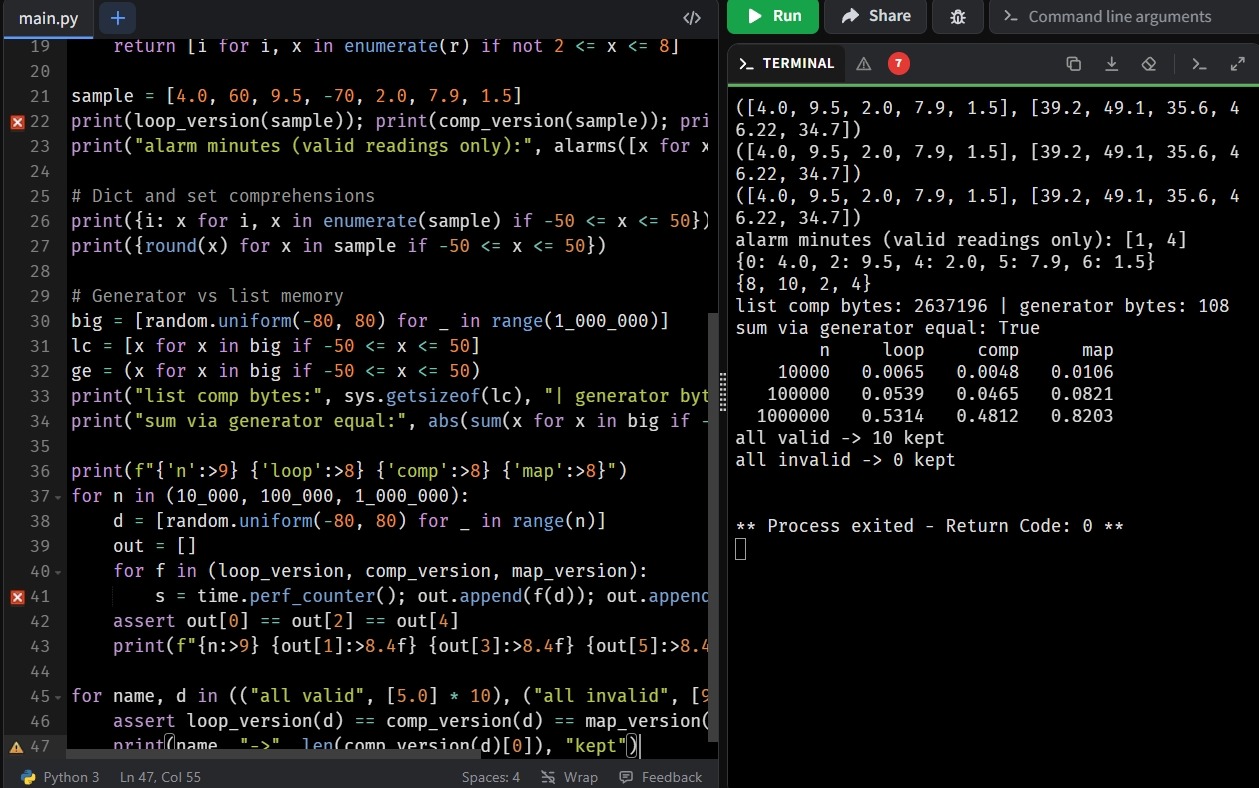 main.py
Run
Share
Command line arguments
19     return [i for i, x in enumerate(r) if not 2 <= x <= 8]
20
21 sample = [4.0, 60, 9.5, -70, 2.0, 7.9, 1.5]
22 print(loop_version(sample)); print(comp_version(sample)); pri
23 print("alarm minutes (valid readings only):", alarms([x for x
24
25 # Dict and set comprehensions
26 print({i: x for i, x in enumerate(sample) if -50 <= x <= 50})
27 print({round(x) for x in sample if -50 <= x <= 50})
28
29 # Generator vs list memory
30 big = [random.uniform(-80, 80) for _ in range(1_000_000)]
31 lc = [x for x in big if -50 <= x <= 50]
32 ge = (x for x in big if -50 <= x <= 50)
33 print("list comp bytes:", sys.getsizeof(lc), "| generator byt
34 print("sum via generator equal:", abs(sum(x for x in big if -
35
36 print(f"{'n':>9} {'loop':>8} {'comp':>8} {'map':>8}")
37 for n in (10_000, 100_000, 1_000_000):
38     d = [random.uniform(-80, 80) for _ in range(n)]
39     out = []
40     for f in (loop_version, comp_version, map_version):
41         s = time.perf_counter(); out.append(f(d)); out.append
42     assert out[0] == out[2] == out[4]
43     print(f"{n:>9} {out[1]:>8.4f} {out[3]:>8.4f} {out[5]:>8.4
44
45 for name, d in (("all valid", [5.0] * 10), ("all invalid", [9
46     assert loop_version(d) == comp_version(d) == map_version(
47     print(name, "->", len(comp_version(d)[0]), "kept")
Python 3
Ln 47, Col 55
Spaces: 4
Wrap
Feedback
TERMINAL
7
([4.0, 9.5, 2.0, 7.9, 1.5], [39.2, 49.1, 35.6, 4
6.22, 34.7])
([4.0, 9.5, 2.0, 7.9, 1.5], [39.2, 49.1, 35.6, 4
6.22, 34.7])
([4.0, 9.5, 2.0, 7.9, 1.5], [39.2, 49.1, 35.6, 4
6.22, 34.7])
alarm minutes (valid readings only): [1, 4]
{0: 4.0, 2: 9.5, 4: 2.0, 5: 7.9, 6: 1.5}
{8, 10, 2, 4}
list comp bytes: 2637196 | generator bytes: 108
sum via generator equal: True
        n     loop     comp      map
    10000   0.0065   0.0048   0.0106
   100000   0.0539   0.0465   0.0821
  1000000   0.5314   0.4812   0.8203
all valid -> 10 kept
all invalid -> 0 kept
** Process exited - Return Code: 0 **